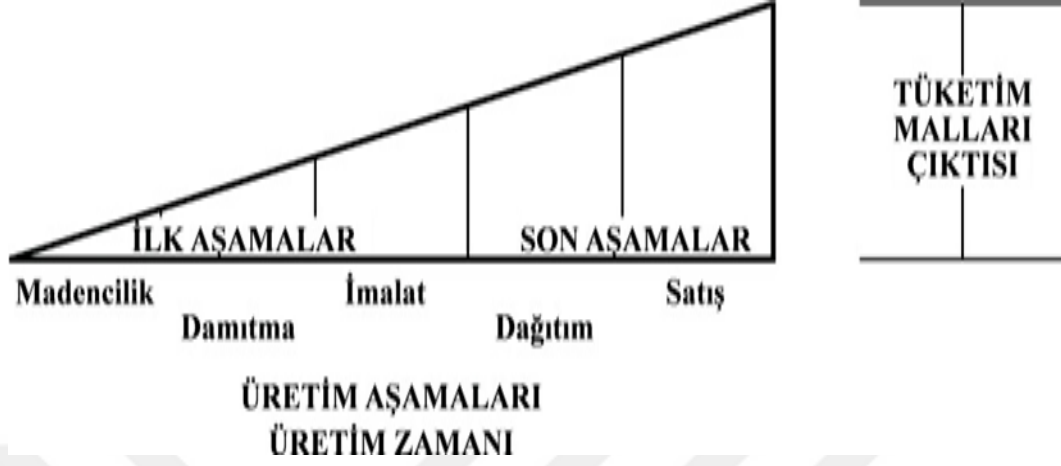 TÜKETİM
MALLARI
ÇIKTISI
İLK AŞAMALAR
SON AŞAMALAR
Madencilik
İmalat
Satış
Damıtma
Dağıtım
ÜRETİM AŞAMALARI
ÜRETİM ZAMANI